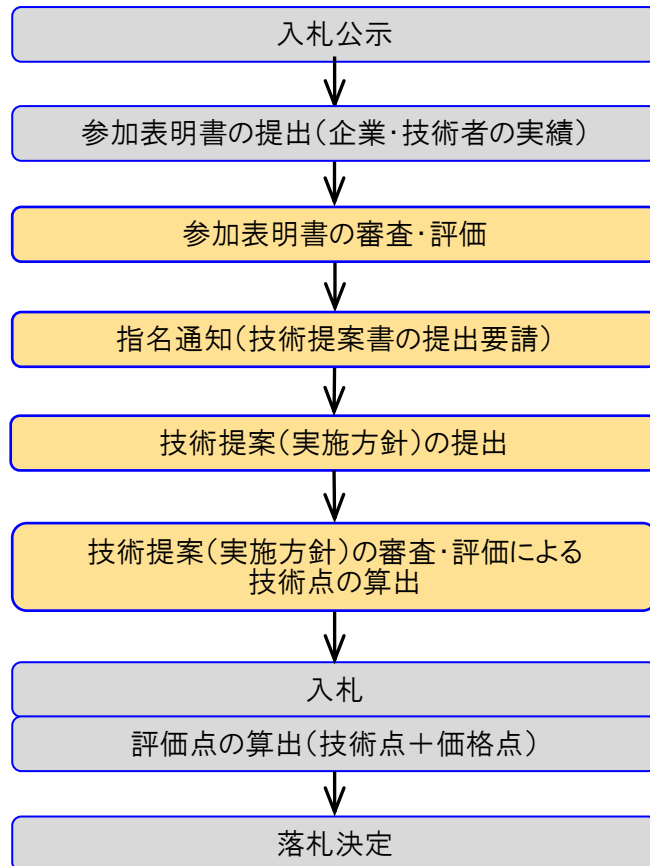 入札公示
参加表明書の提出(企業・技術者の実績)
参加表明書の審査・評価
指名通知(技術提案書の提出要請)
技術提案(実施方針)の提出
技術提案(実施方針)の審査・評価による
技術点の算出
入札
評価点の算出(技術点＋価格点)
落札決定